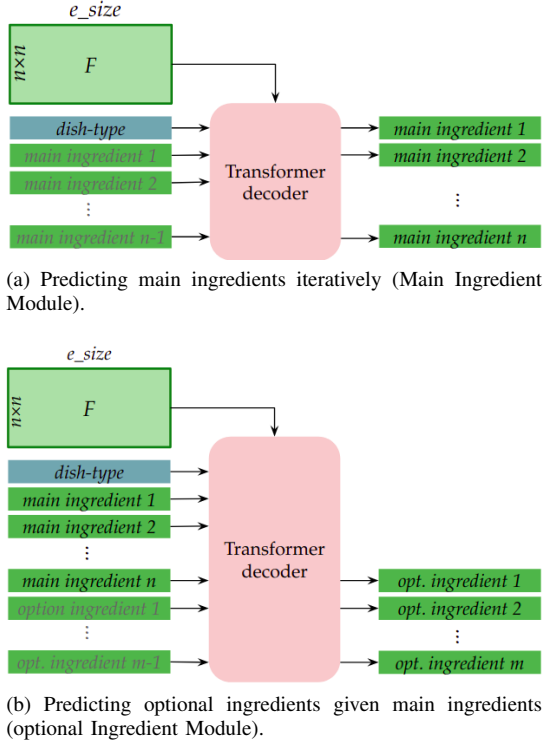 e_size
n×n
F
dish-type
main ingredient 1
main ingredient 2
⋮
main ingredient n-1
Transformer
decoder
main ingredient 1
main ingredient 2
⋮
main ingredient n
(a) Predicting main ingredients iteratively (Main Ingredient
Module).
e_size
n×n
F
dish-type
main ingredient 1
main ingredient 2
⋮
main ingredient n
option ingredient 1
⋮
opt. ingredient m-1
Transformer
decoder
opt. ingredient 1
opt. ingredient 2
⋮
opt. ingredient m
(b) Predicting optional ingredients given main ingredients
(optional Ingredient Module).